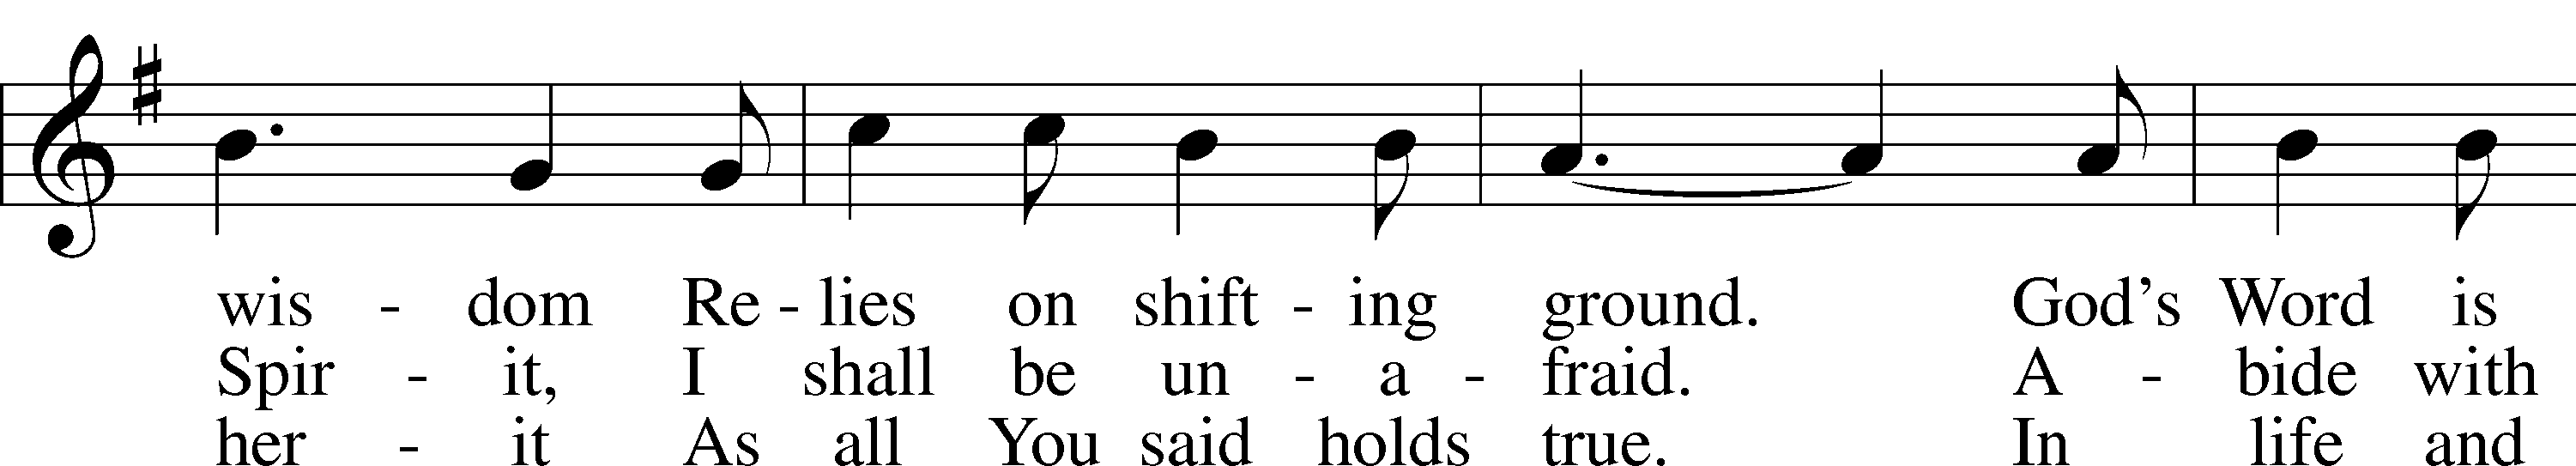 wis - dom Re - lies on shift - ing ground. God’s Word is
Spir - it, I shall be un - a - fraid. A - bide with
her - it As all You said holds true. In life and